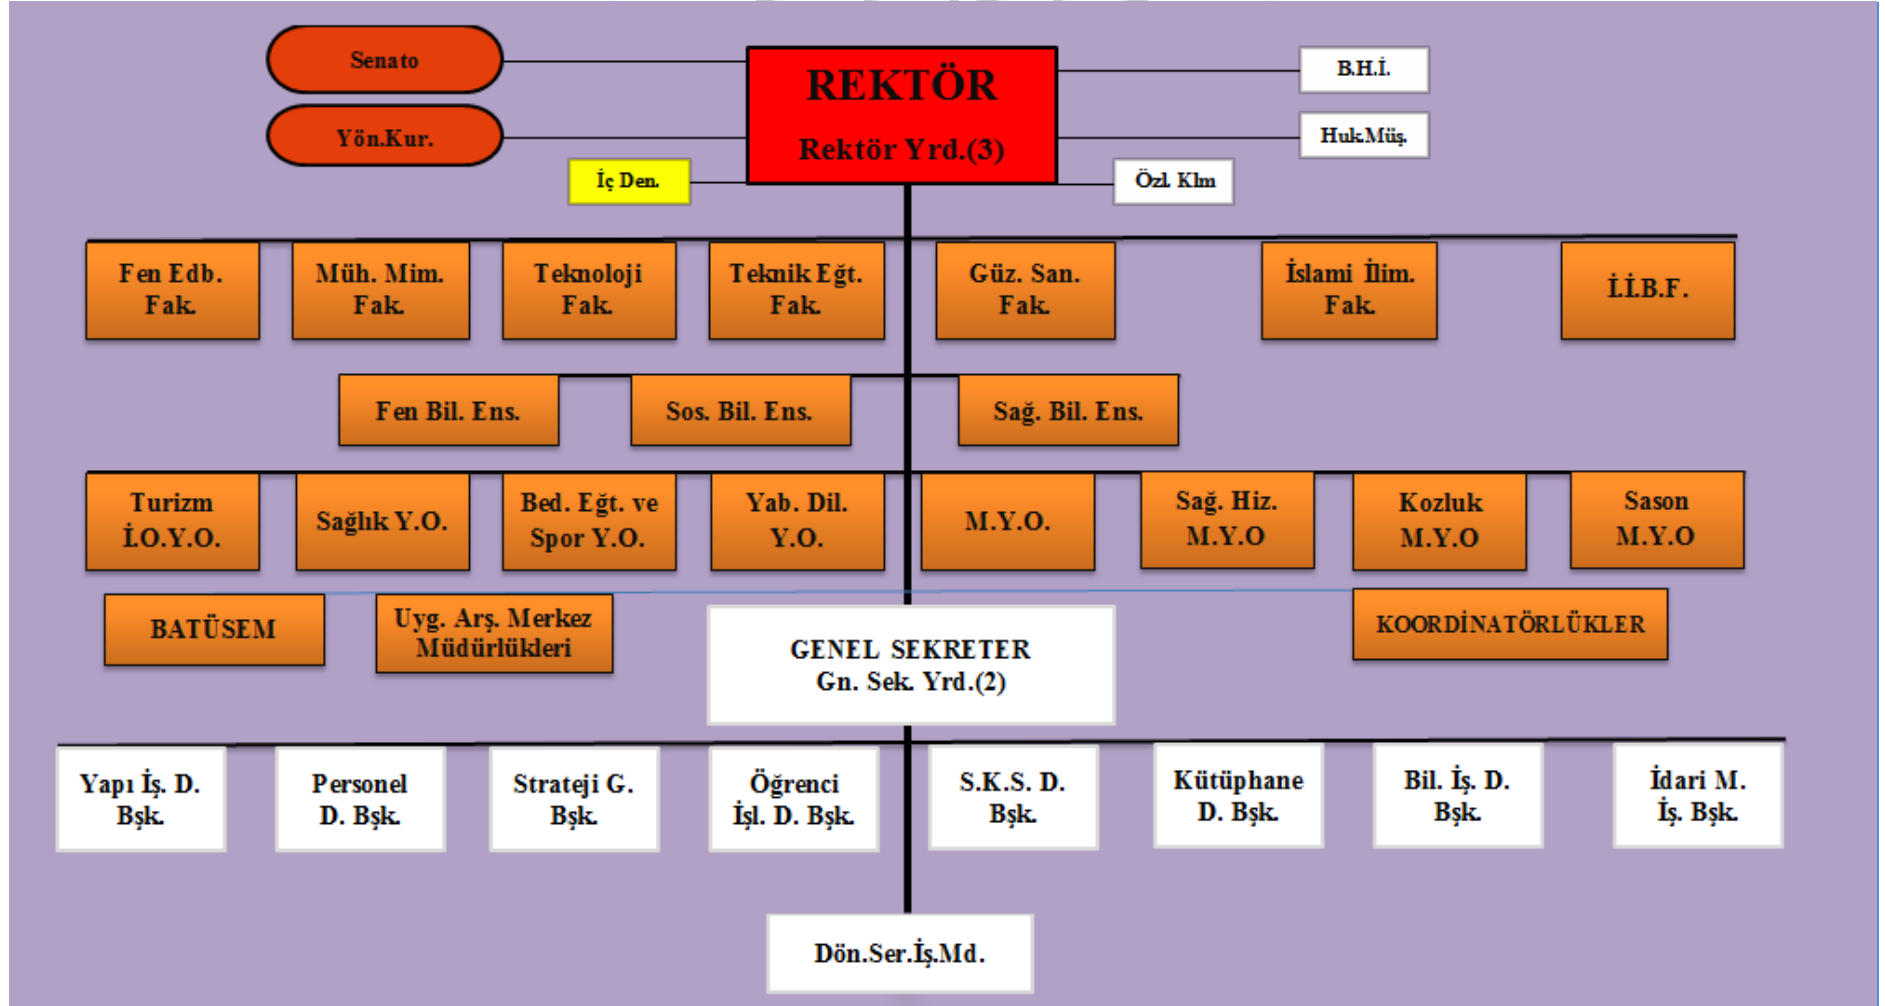 Senato
REKTÖR
B.H.İ.
Yön.Kur.
Rektör Yrd.(3)
Huk.Müş.
İç Den.
Özl. Klm
Fen Edb.
Fak.
Müh. Mim.
Fak.
Teknoloji
Fak.
Teknik Eğt.
Fak.
Güz. San.
Fak.
İslami İlim.
Fak.
İ.İ.B.F.
Fen Bil. Ens.
Sos. Bil. Ens.
Sağ. Bil. Ens.
Turizm
İ.O.Y.O.
Sağlık Y.O.
Bed. Eğt. ve
Spor Y.O.
Yab. Dil.
Y.O.
M.Y.O.
Sağ. Hiz.
M.Y.O
Kozluk
M.Y.O
Sason
M.Y.O
BATÜSEM
Uyg. Arş. Merkez
Müdürlükleri
GENEL SEKRETER
Gn. Sek. Yrd.(2)
KOORDİNATÖRLÜKLER
Yapı İş. D.
Bşk.
Personel
D. Bşk.
Strateji G.
Bşk.
Öğrenci
İşl. D. Bşk.
S.K.S. D.
Bşk.
Kütüphane
D. Bşk.
Bil. İş. D.
Bşk.
İdari M.
İş. Bşk.
Dön.Ser.İş.Md.